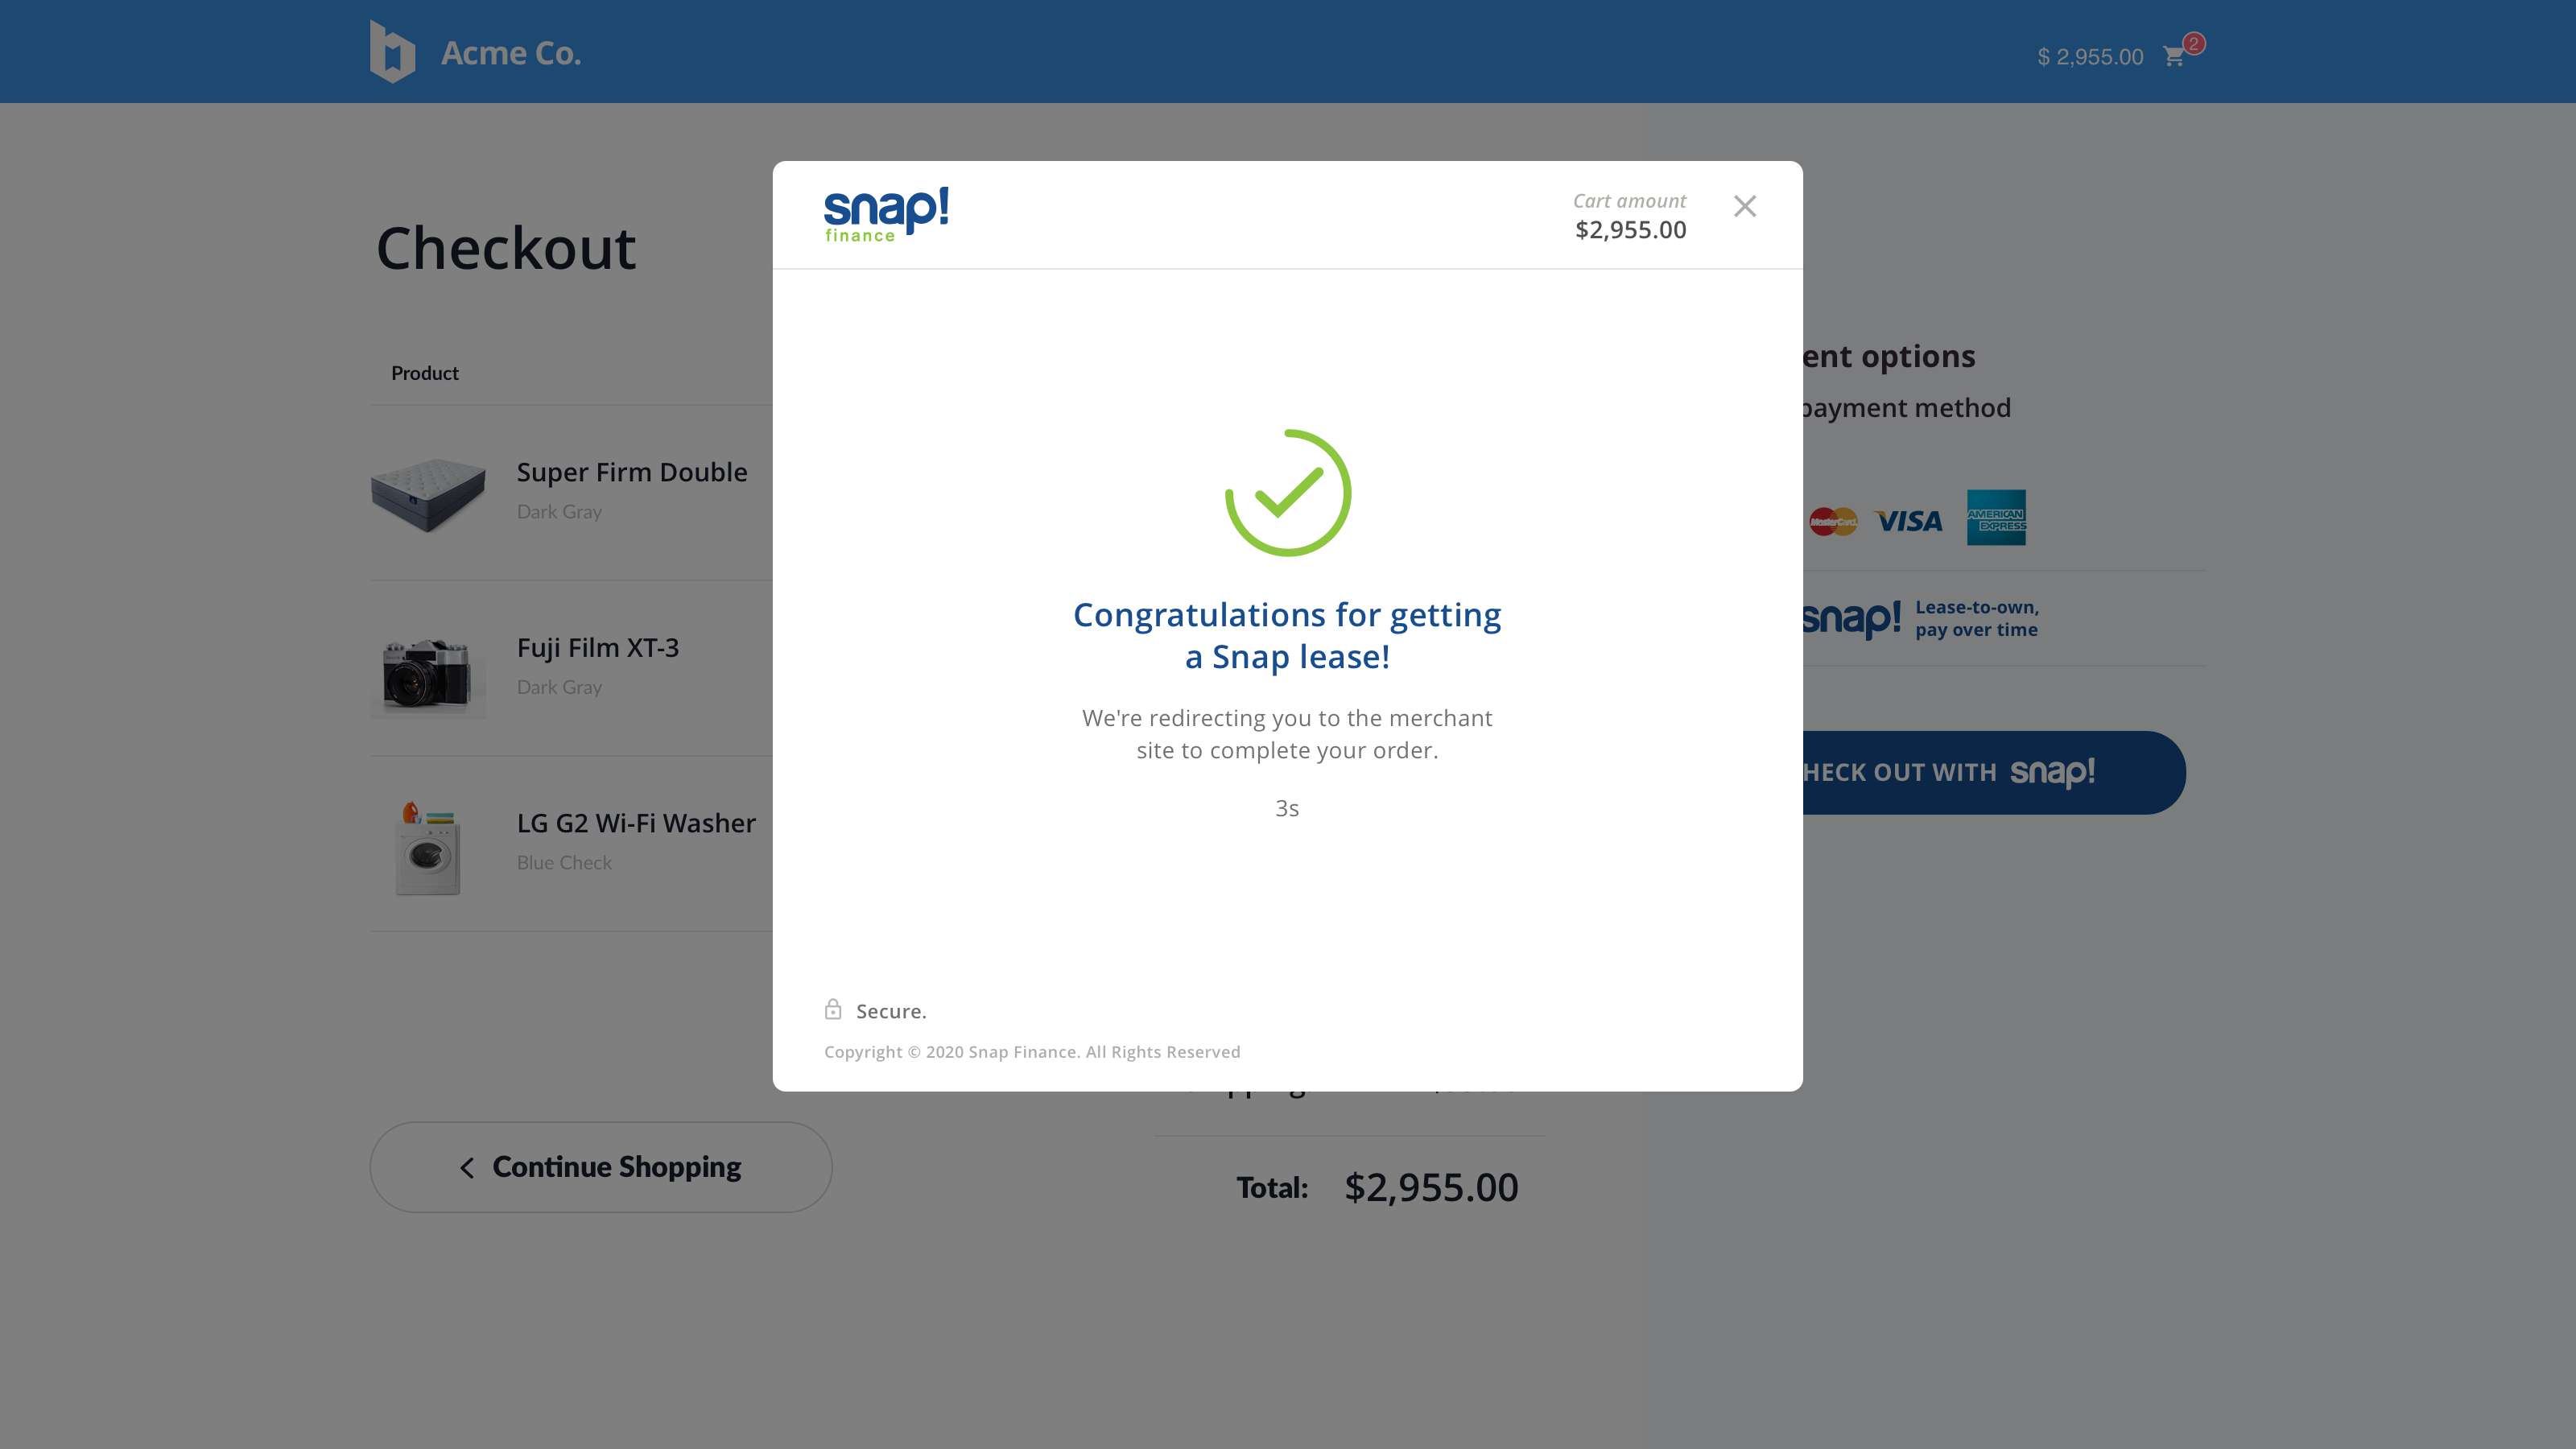 Acme Co.
$ 2,955.00
2
Checkout
Product
Super Firm Double
Dark Gray
Fuji Film XT-3
Dark Gray
LG G2 Wi-Fi Washer
Blue Check
Continue Shopping
snap!
finance
Cart amount
$2,955.00
Congratulations for getting
a Snap lease!
We're redirecting you to the merchant
site to complete your order.
3s
Secure.
Copyright © 2020 Snap Finance. All Rights Reserved
Total: $2,955.00
options
payment method
MasterCard
VISA
AMERICAN
EXPRESS
snap!
Lease-to-own,
pay over time
OUT WITH snap!